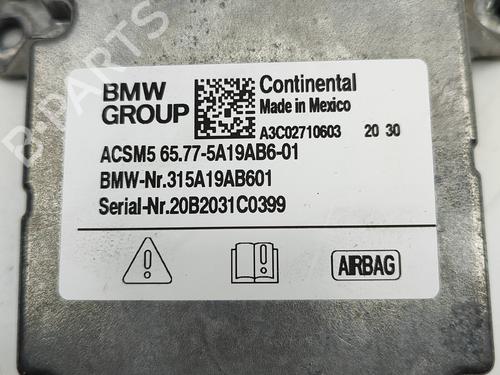 B-PARTS
BMW GROUP
Continental
Made in Mexico
A3C02710603 20 30
ACSM5 65.77-5A19AB6-01
BMW-Nr.315A19AB601
Serial-Nr.20B2031C0399
AIRBAG